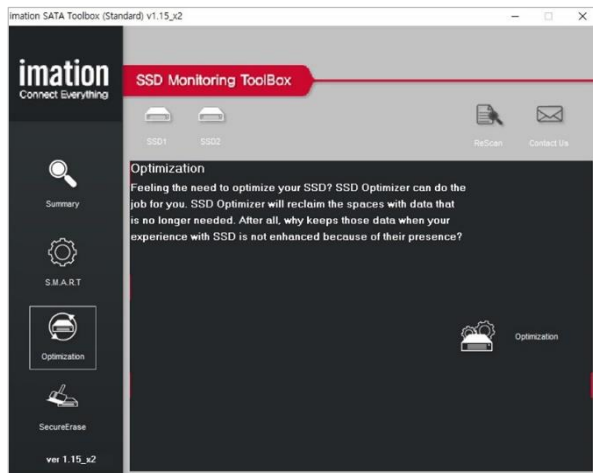 imation SATA Toolbox (Standard) v1.15_x2
imation
Connect Everything
SSD Monitoring ToolBox
SSD1 SSD2
ReScan Contact Us
Optimization
Feeling the need to optimize your SSD? SSD Optimizer can do the
job for you. SSD Optimizer will reclaim the spaces with data that
is no longer needed. After all, why keeps those data when your
experience with SSD is not enhanced because of their presence?
Summary
S.M.A.R.T
Optimization
Optimization
SecureErase
ver 1.15_x2